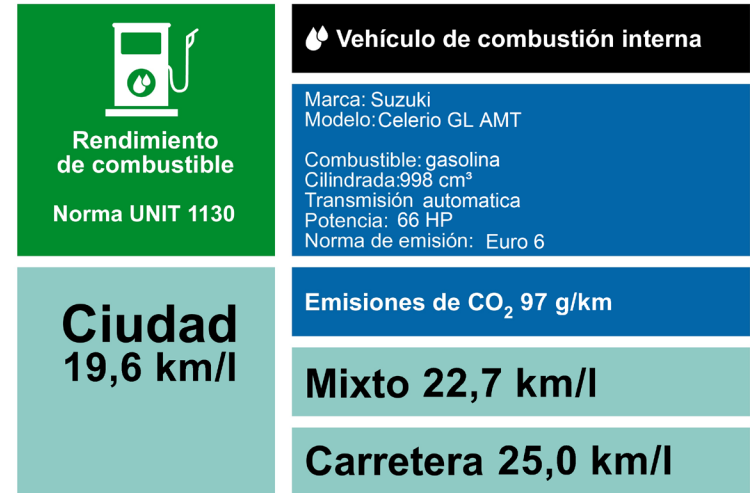 Rendimiento
de combustible
Norma UNIT 1130
Vehículo de combustión interna
Marca: Suzuki
Modelo: Celerio GL AMT
Combustible: gasolina
Cilindrada:998 cm³
Transmisión automatica
Potencia: 66 HP
Norma de emisión: Euro 6
Ciudad
19,6 km/l
Emisiones de CO₂ 97 g/km
Mixto 22,7 km/l
Carretera 25,0 km/l